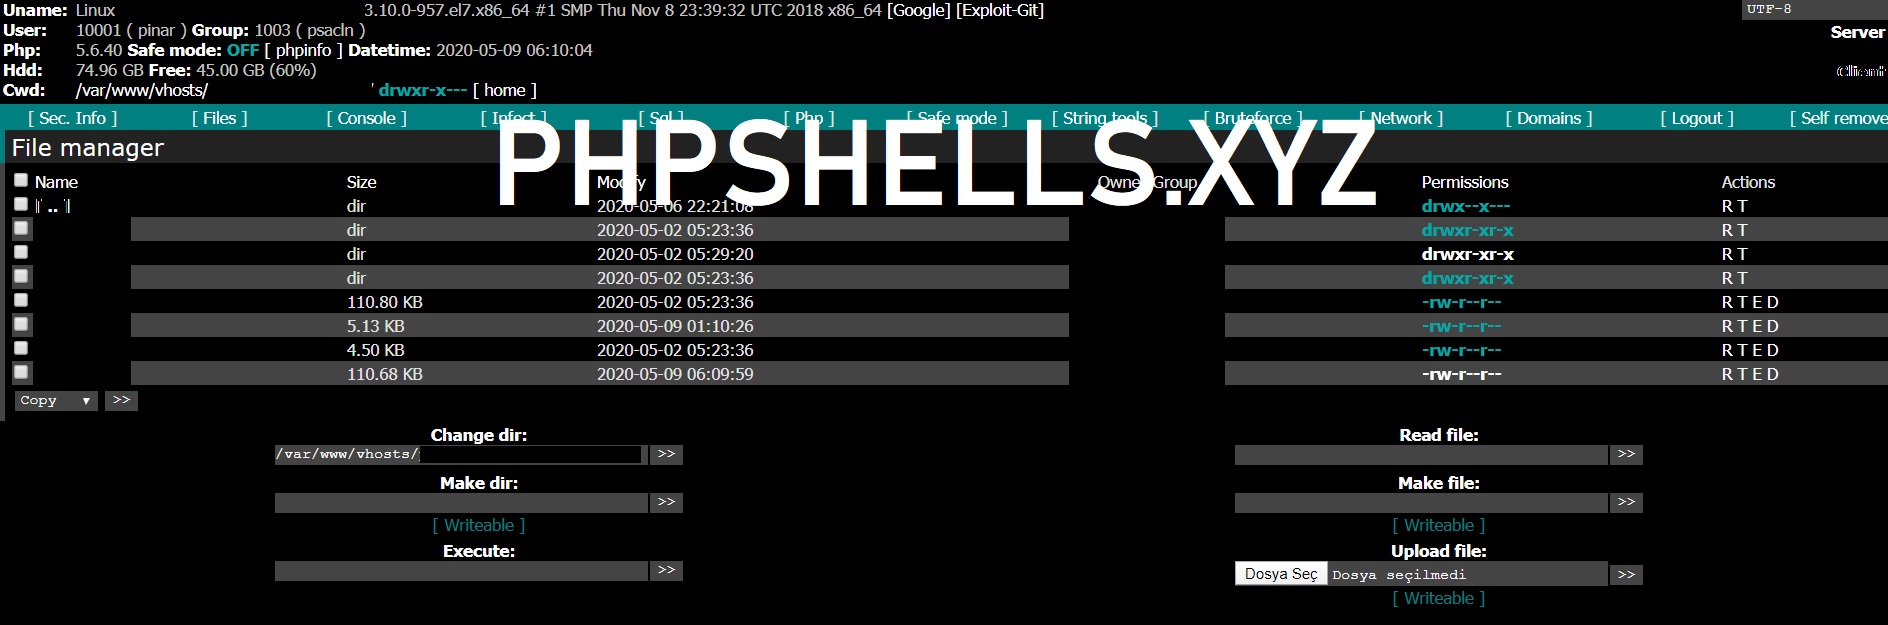 Uname: Linux 3.10.0-957.el7.x86_64 #1 SMP Thu Nov 8 23:39:32 UTC 2018 x86_64 [Google] [Exploit-Git] UTF-8
User: 10001 ( pinar ) Group: 1003 ( psacln ) Server
Php: 5.6.40 Safe mode: OFF [ phpinfo ] Datetime: 2020-05-09 06:10:04
Hdd: 74.96 GB Free: 45.00 GB (60%) Client
Cwd: /var/www/vhosts/ drwxr-x--- [ home ]
[ Sec. Info ] [ Files ] [ Console ] [ Infect ] [ Sql ] [ Php ] [ Safe mode ] [ String tools ] [ Bruteforce ] [ Network ] [ Domains ] [ Logout ] [ Self remove
PHPSHELLS.XYZ
File manager
Name Size Modify Owner Group Permissions Actions
[ .. ] dir 2020-05-06 22:21:08 drwx--x--- R T
dir 2020-05-02 05:23:36 drwxr-xr-x R T
dir 2020-05-02 05:29:20 drwxr-xr-x R T
dir 2020-05-02 05:23:36 drwxr-xr-x R T
110.80 KB 2020-05-02 05:23:36 -rw-r--r-- R T E D
5.13 KB 2020-05-09 01:10:26 -rw-r--r-- R T E D
4.50 KB 2020-05-02 05:23:36 -rw-r--r-- R T E D
110.68 KB 2020-05-09 06:09:59 -rw-r--r-- R T E D
Copy >>
Change dir: Read file:
/var/www/vhosts/ >> >>
Make dir: Make file:
>> >>
[ Writeable ] [ Writeable ]
Execute: Upload file:
>> Dosya Seç Dosya seçilmedi >>
[ Writeable ]